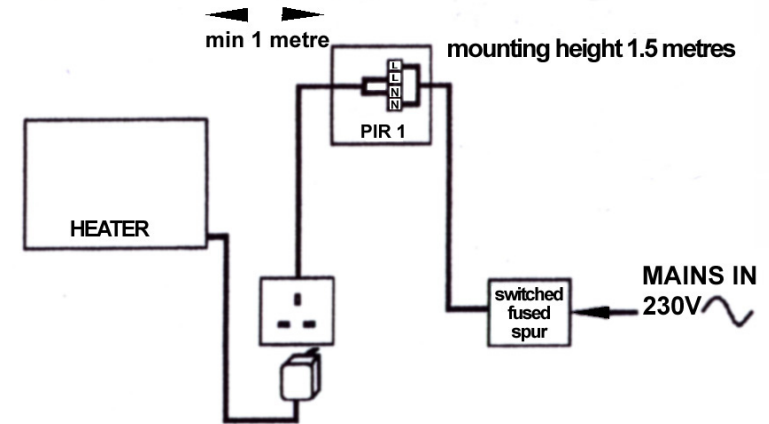 min 1 metre
mounting height 1.5 metres
L
L
N
N
PIR 1
HEATER
switched
fused
spur
MAINS IN
230V